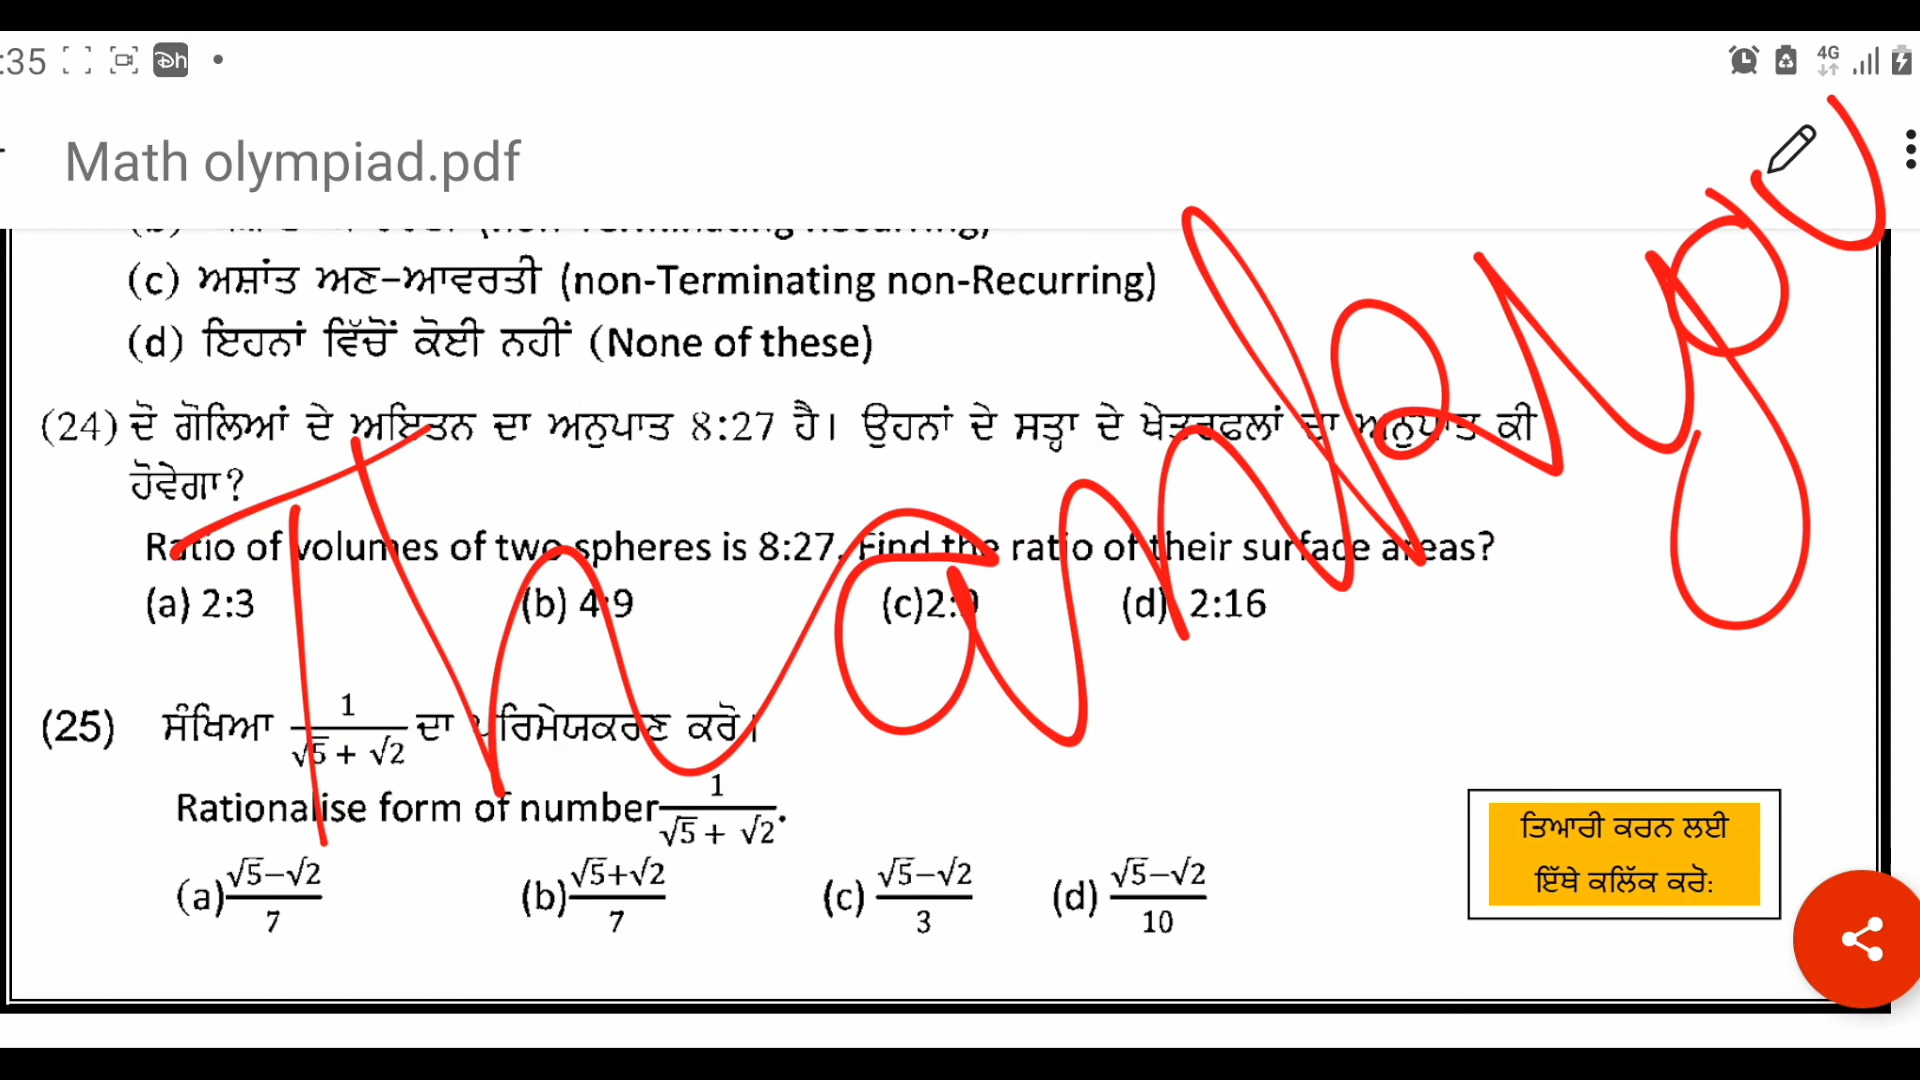 :35 Dh 4G
Math olympiad.pdf
(c) ਅਸ਼ਾਂਤ ਅਣ-ਆਵਰਤੀ (non-Terminating non-Recurring)
(d) ਇਹਨਾਂ ਵਿੱਚੋਂ ਕੋਈ ਨਹੀਂ (None of these)
(24) ਦੋ ਗੋਲਿਆਂ ਦੇ ਅਇਤਨ ਦਾ ਅਨੁਪਾਤ 8:27 ਹੈ। ਉਹਨਾਂ ਦੇ ਸਤ੍ਹਾ ਦੇ ਖੇਤਰਫਲਾਂ ਦਾ ਅਨੁਪਾਤ ਕੀ
ਹੋਵੇਗਾ?
Ratio of volumes of two spheres is 8:27. Find the ratio of their surface areas?
(a) 2:3 (b) 4:9 (c)2:9 (d) 2:16
(25) ਸੰਖਿਆ 1/(√5 + √2) ਦਾ ਪਰਿਮੇਯਕਰਣ ਕਰੋ।
Rationalise form of number 1/(√5 + √2).
(a) (√5−√2)/7 (b) (√5+√2)/7 (c) (√5−√2)/3 (d) (√5−√2)/10
ਤਿਆਰੀ ਕਰਨ ਲਈ
ਇੱਥੇ ਕਲਿੱਕ ਕਰੋ:
Thank you